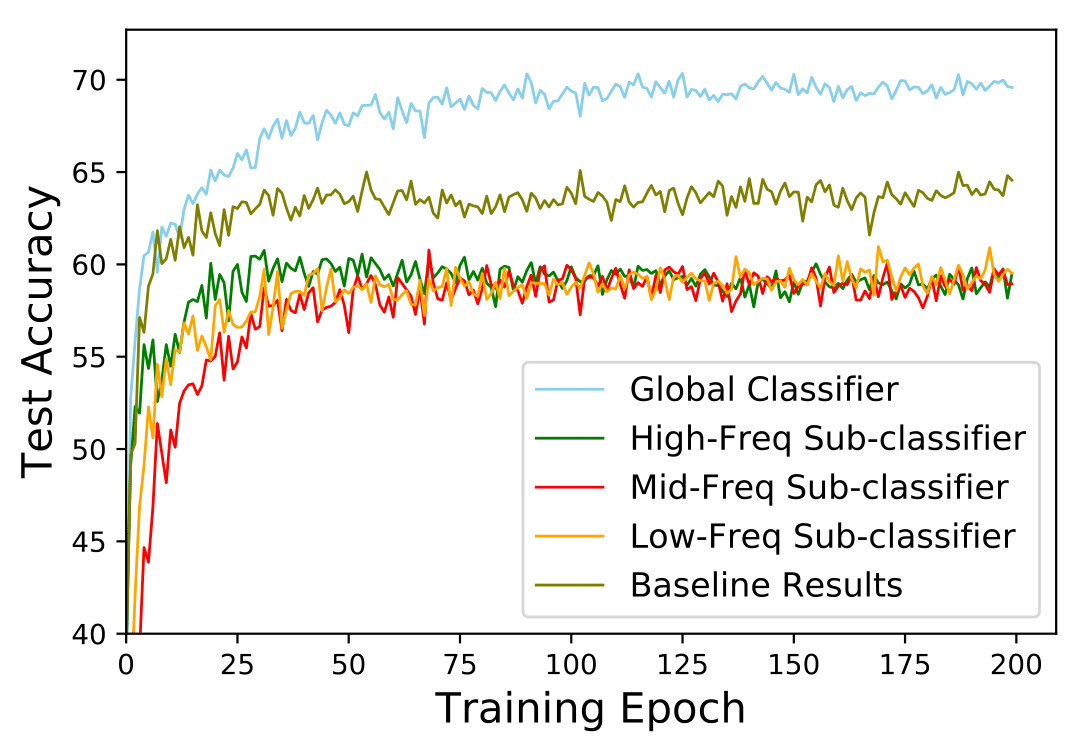 Test Accuracy
70
65
60
55
50
45
40
0 25 50 75 100 125 150 175 200
Training Epoch
Global Classifier
High-Freq Sub-classifier
Mid-Freq Sub-classifier
Low-Freq Sub-classifier
Baseline Results